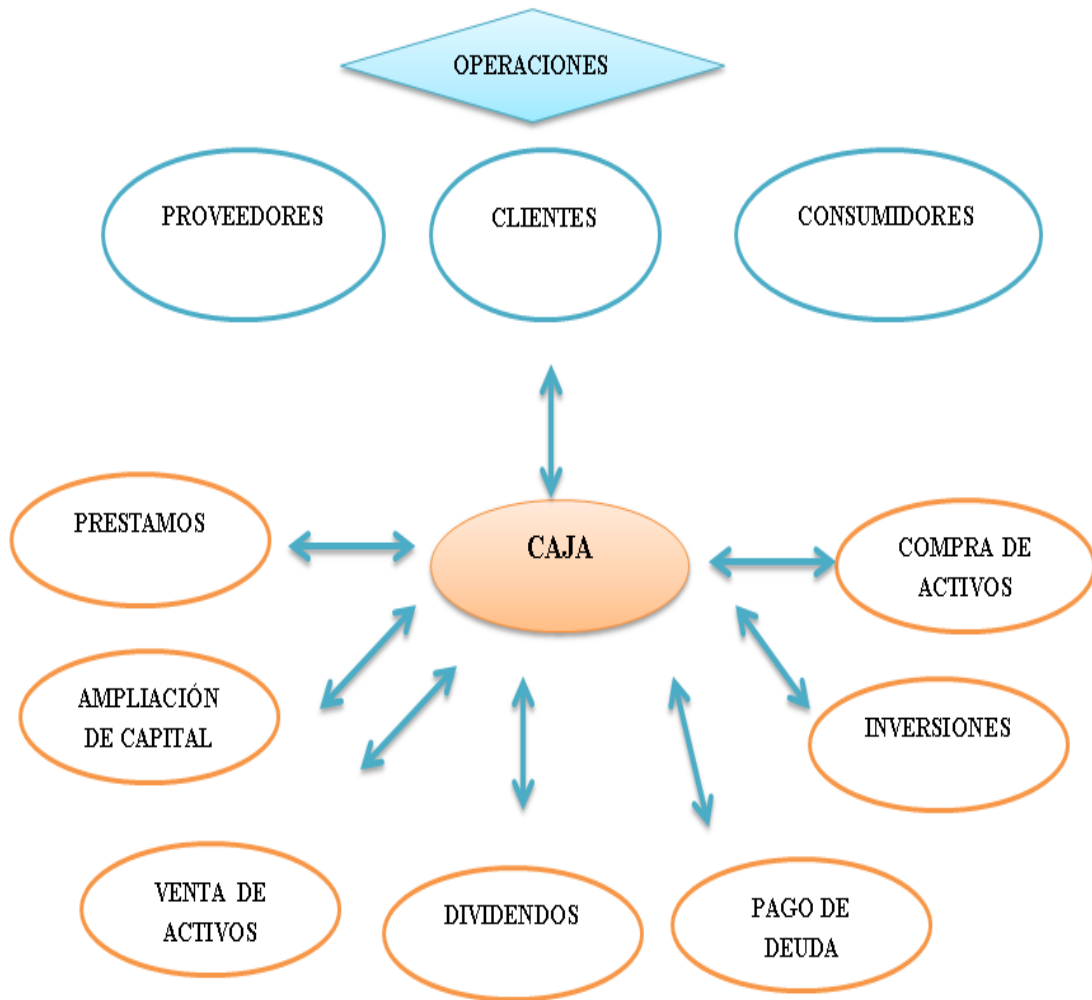 OPERACIONES
PROVEEDORES
CLIENTES
CONSUMIDORES
PRESTAMOS
CAJA
COMPRA DE
ACTIVOS
AMPLIACIÓN
DE CAPITAL
INVERSIONES
VENTA DE
ACTIVOS
DIVIDENDOS
PAGO DE
DEUDA